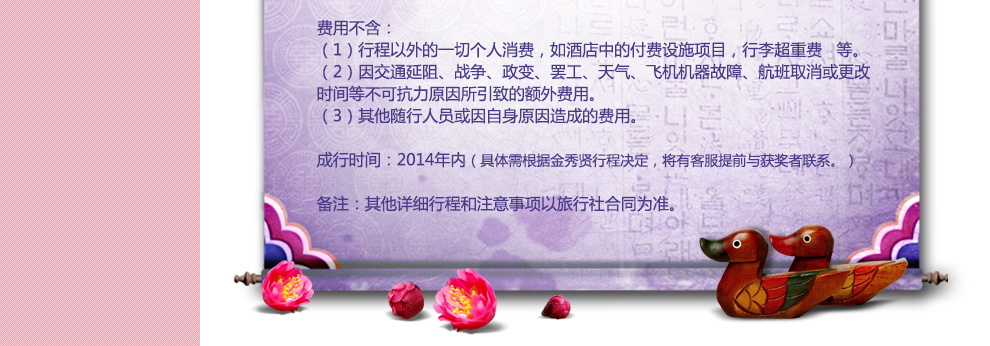 费用不含：
（1）行程以外的一切个人消费，如酒店中的付费设施项目，行李超重费 等。
（2）因交通延阻、战争、政变、罢工、天气、飞机机器故障、航班取消或更改
时间等不可抗力原因所引致的额外费用。
（3）其他随行人员或因自身原因造成的费用。
成行时间：2014年内（具体需根据金秀贤行程决定，将有客服提前与获奖者联系。）
备注：其他详细行程和注意事项以旅行社合同为准。